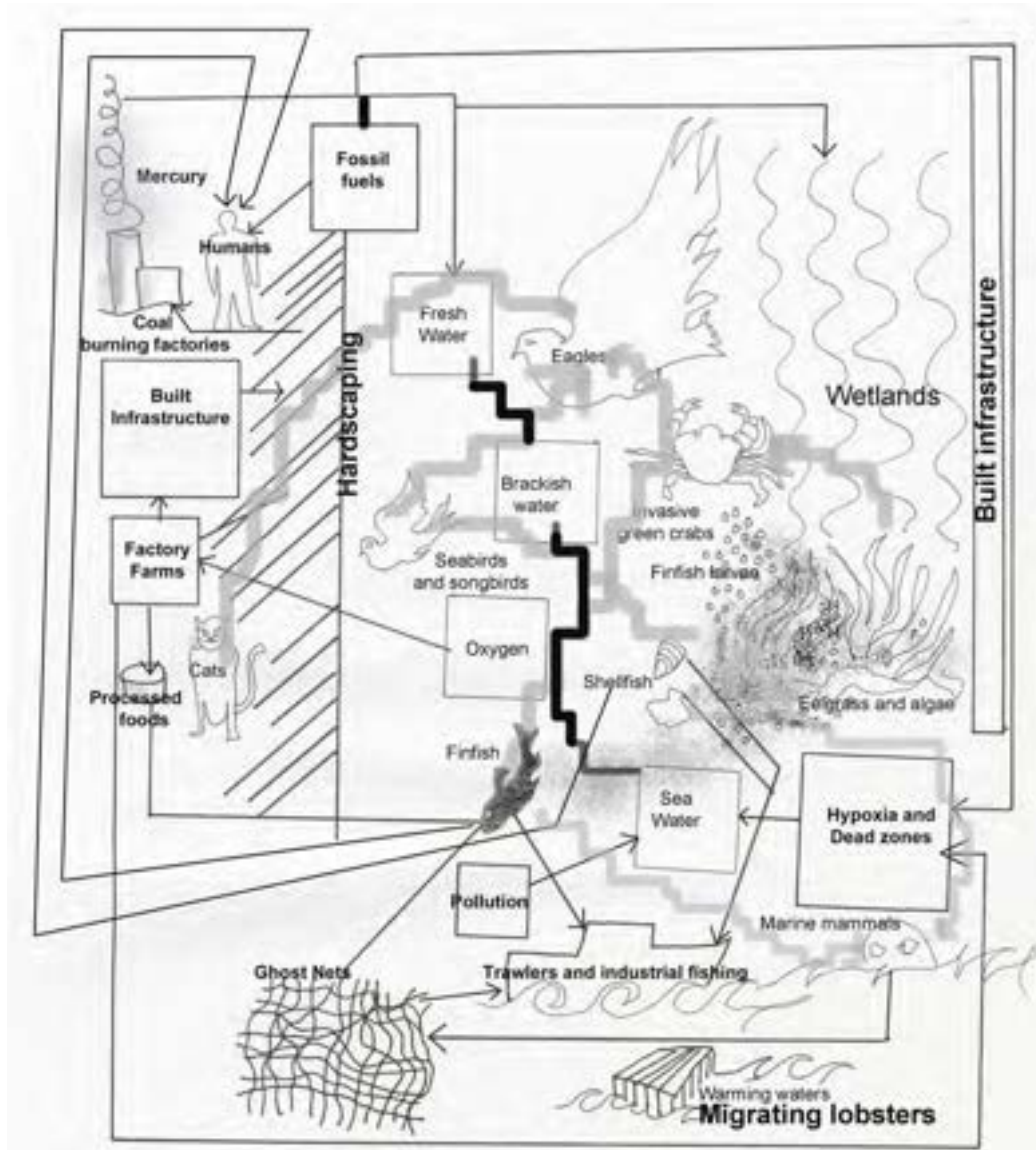 Fossil
fuels
Mercury
Humans
Coal
burning factories
Fresh
Water
Hardscaping
Eagles
Wetlands
Built infrastructure
Built
Infrastructure
Brackish
water
Invasive
green crabs
Factory
Farms
Seabirds
and songbirds
Finfish larvae
Oxygen
Cats
Shellfish
Processed
foods
Eelgrass and algae
Finfish
Sea
Water
Hypoxia and
Dead zones
Pollution
Marine mammals
Ghost Nets
Trawlers and industrial fishing
Warming waters
Migrating lobsters